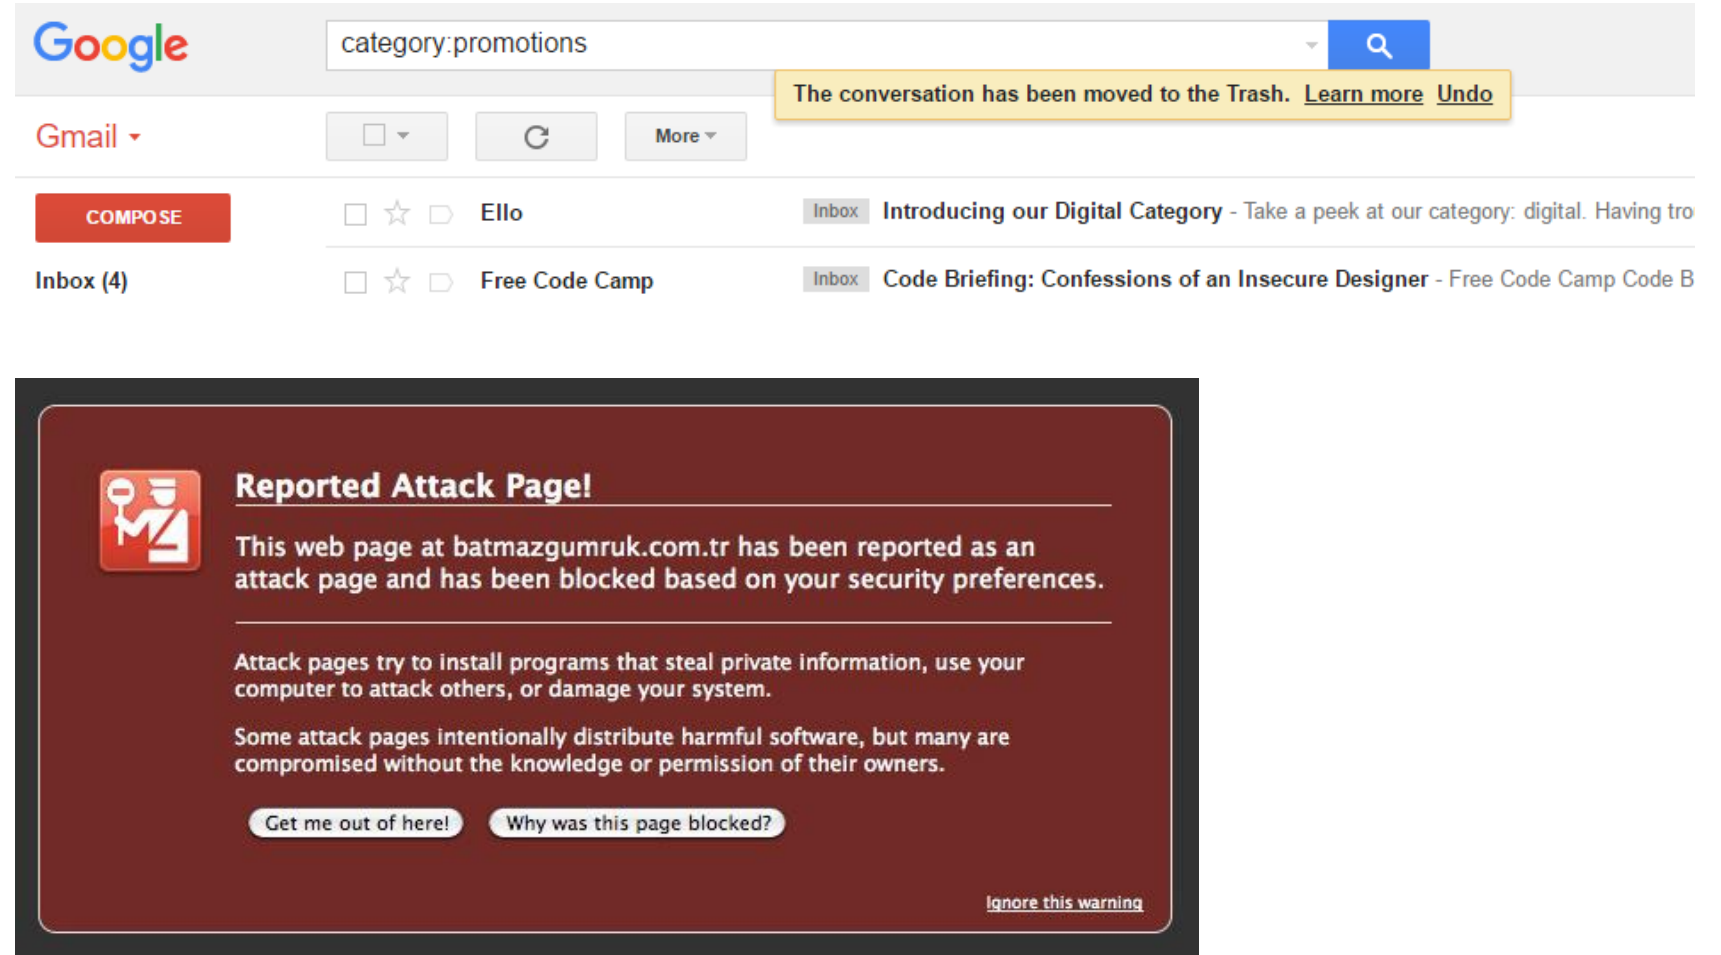 Google
category:promotions
The conversation has been moved to the Trash. Learn more Undo
Gmail
More
COMPOSE
Ello
Inbox Introducing our Digital Category - Take a peek at our category: digital. Having tro
Inbox (4)
Free Code Camp
Inbox Code Briefing: Confessions of an Insecure Designer - Free Code Camp Code B
Reported Attack Page!
This web page at batmazgumruk.com.tr has been reported as an
attack page and has been blocked based on your security preferences.
Attack pages try to install programs that steal private information, use your
computer to attack others, or damage your system.
Some attack pages intentionally distribute harmful software, but many are
compromised without the knowledge or permission of their owners.
Get me out of here!
Why was this page blocked?
Ignore this warning